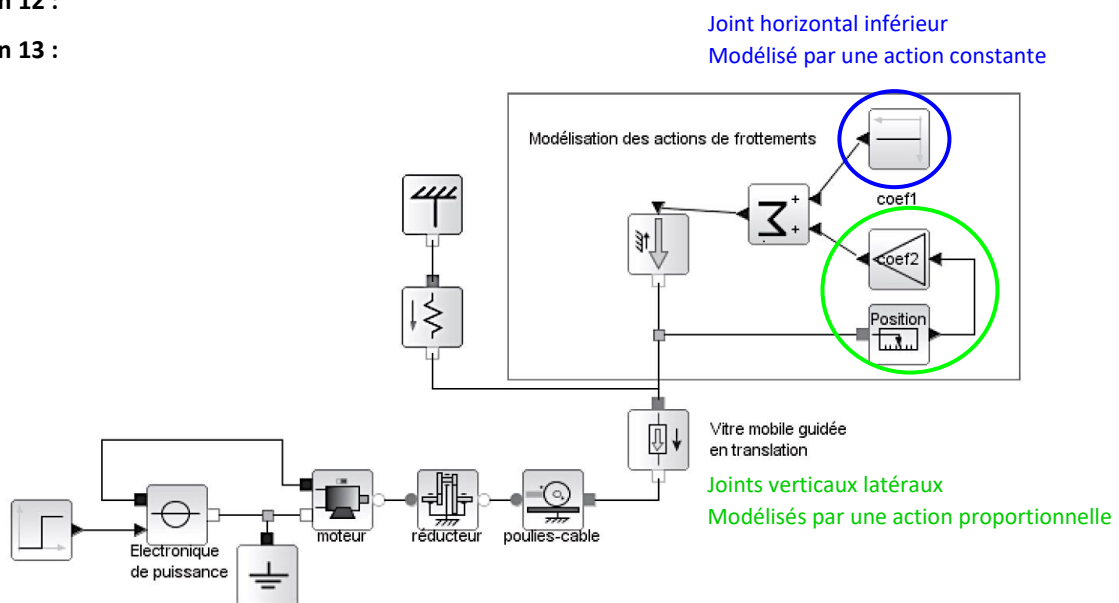 n 12 :
n 13 :
Joint horizontal inférieur
Modélisé par une action constante
Modélisation des actions de frottements
coef1
coef2
Position
Vitre mobile guidée
en translation
Joints verticaux latéraux
Modélisés par une action proportionnelle
Electronique
de puissance
moteur
réducteur
poulies-cable